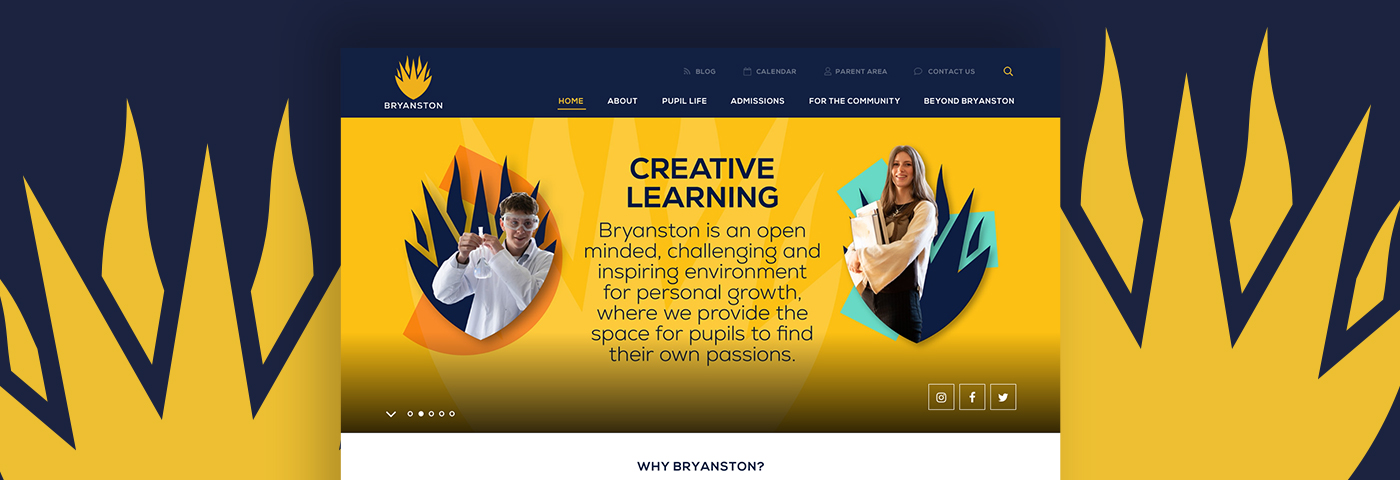 BRYANSTON
BLOG
CALENDAR
PARENT AREA
CONTACT US
HOME
ABOUT
PUPIL LIFE
ADMISSIONS
FOR THE COMMUNITY
BEYOND BRYANSTON
CREATIVE
LEARNING
Bryanston is an open
minded, challenging and
inspiring environment
for personal growth,
where we provide the
space for pupils to find
their own passions.
WHY BRYANSTON?